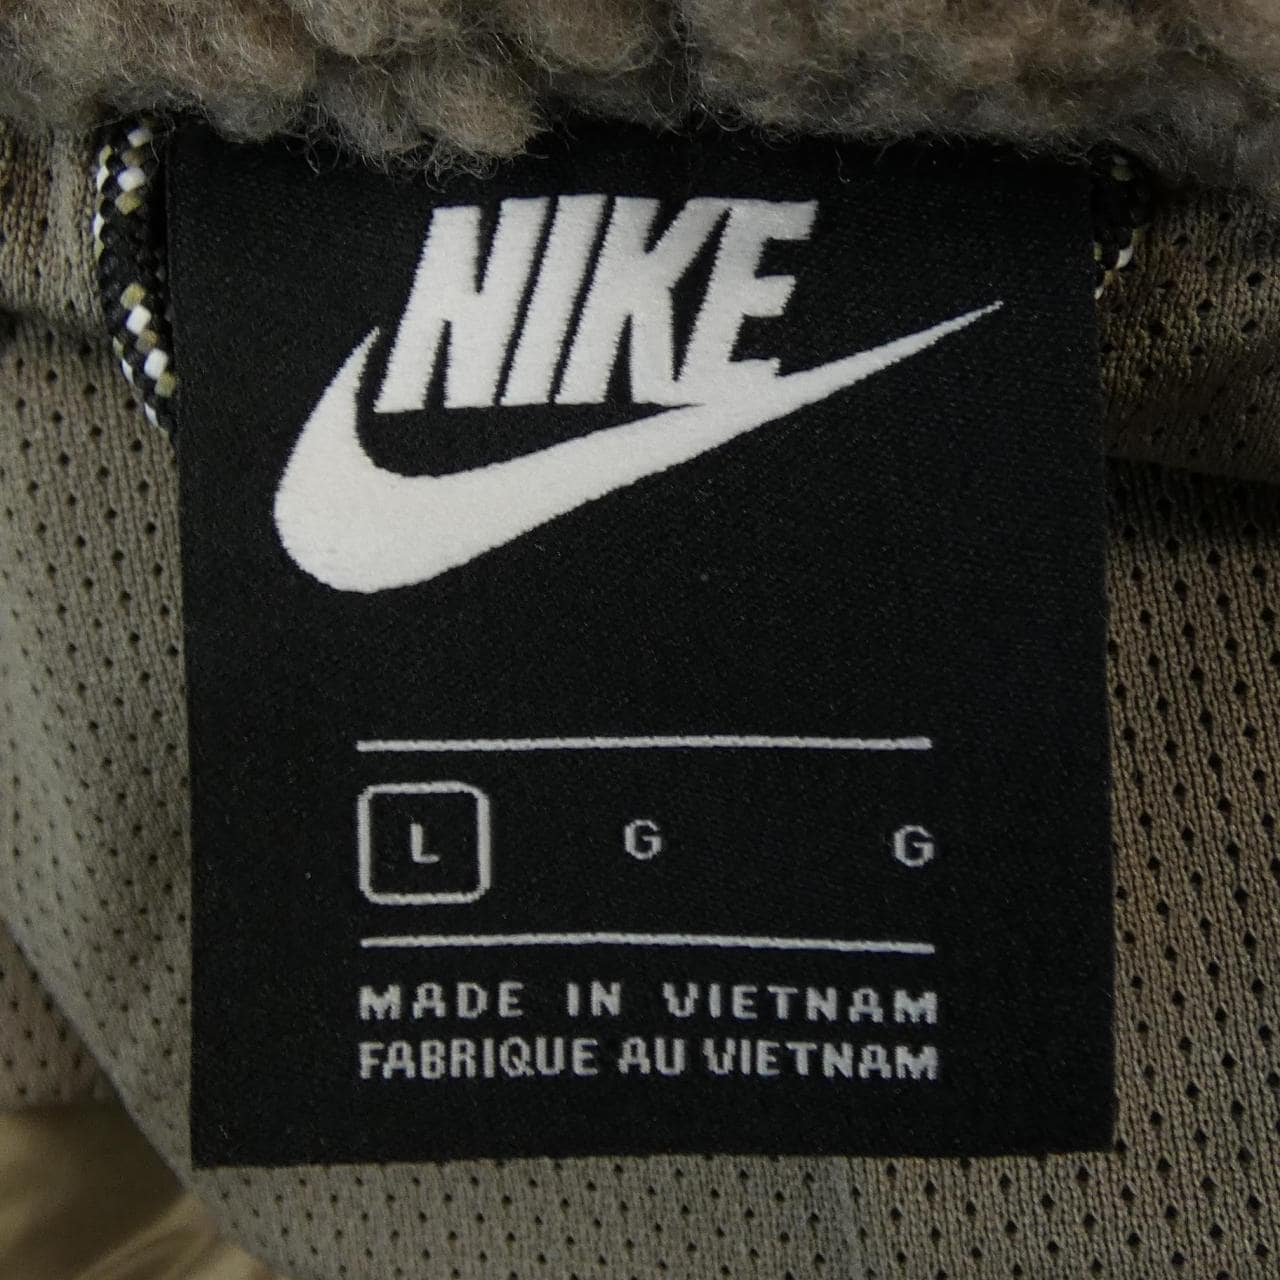 NIKE
L G G
MADE IN VIETNAM
FABRIQUE AU VIETNAM